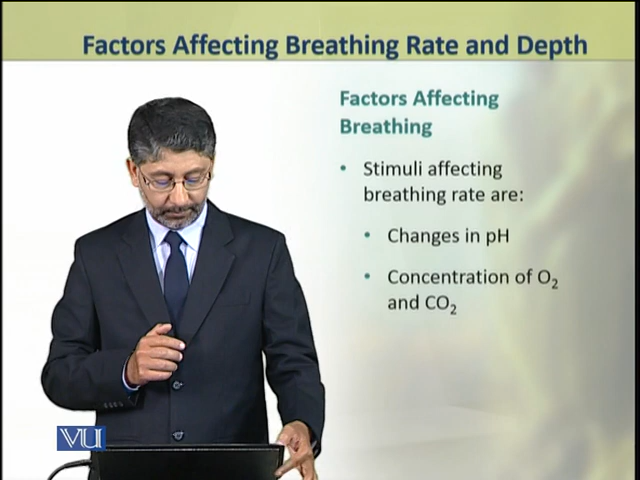 Factors Affecting Breathing Rate and Depth
Factors Affecting
Breathing
• Stimuli affecting
breathing rate are:
• Changes in pH
• Concentration of O₂
and CO₂
VU